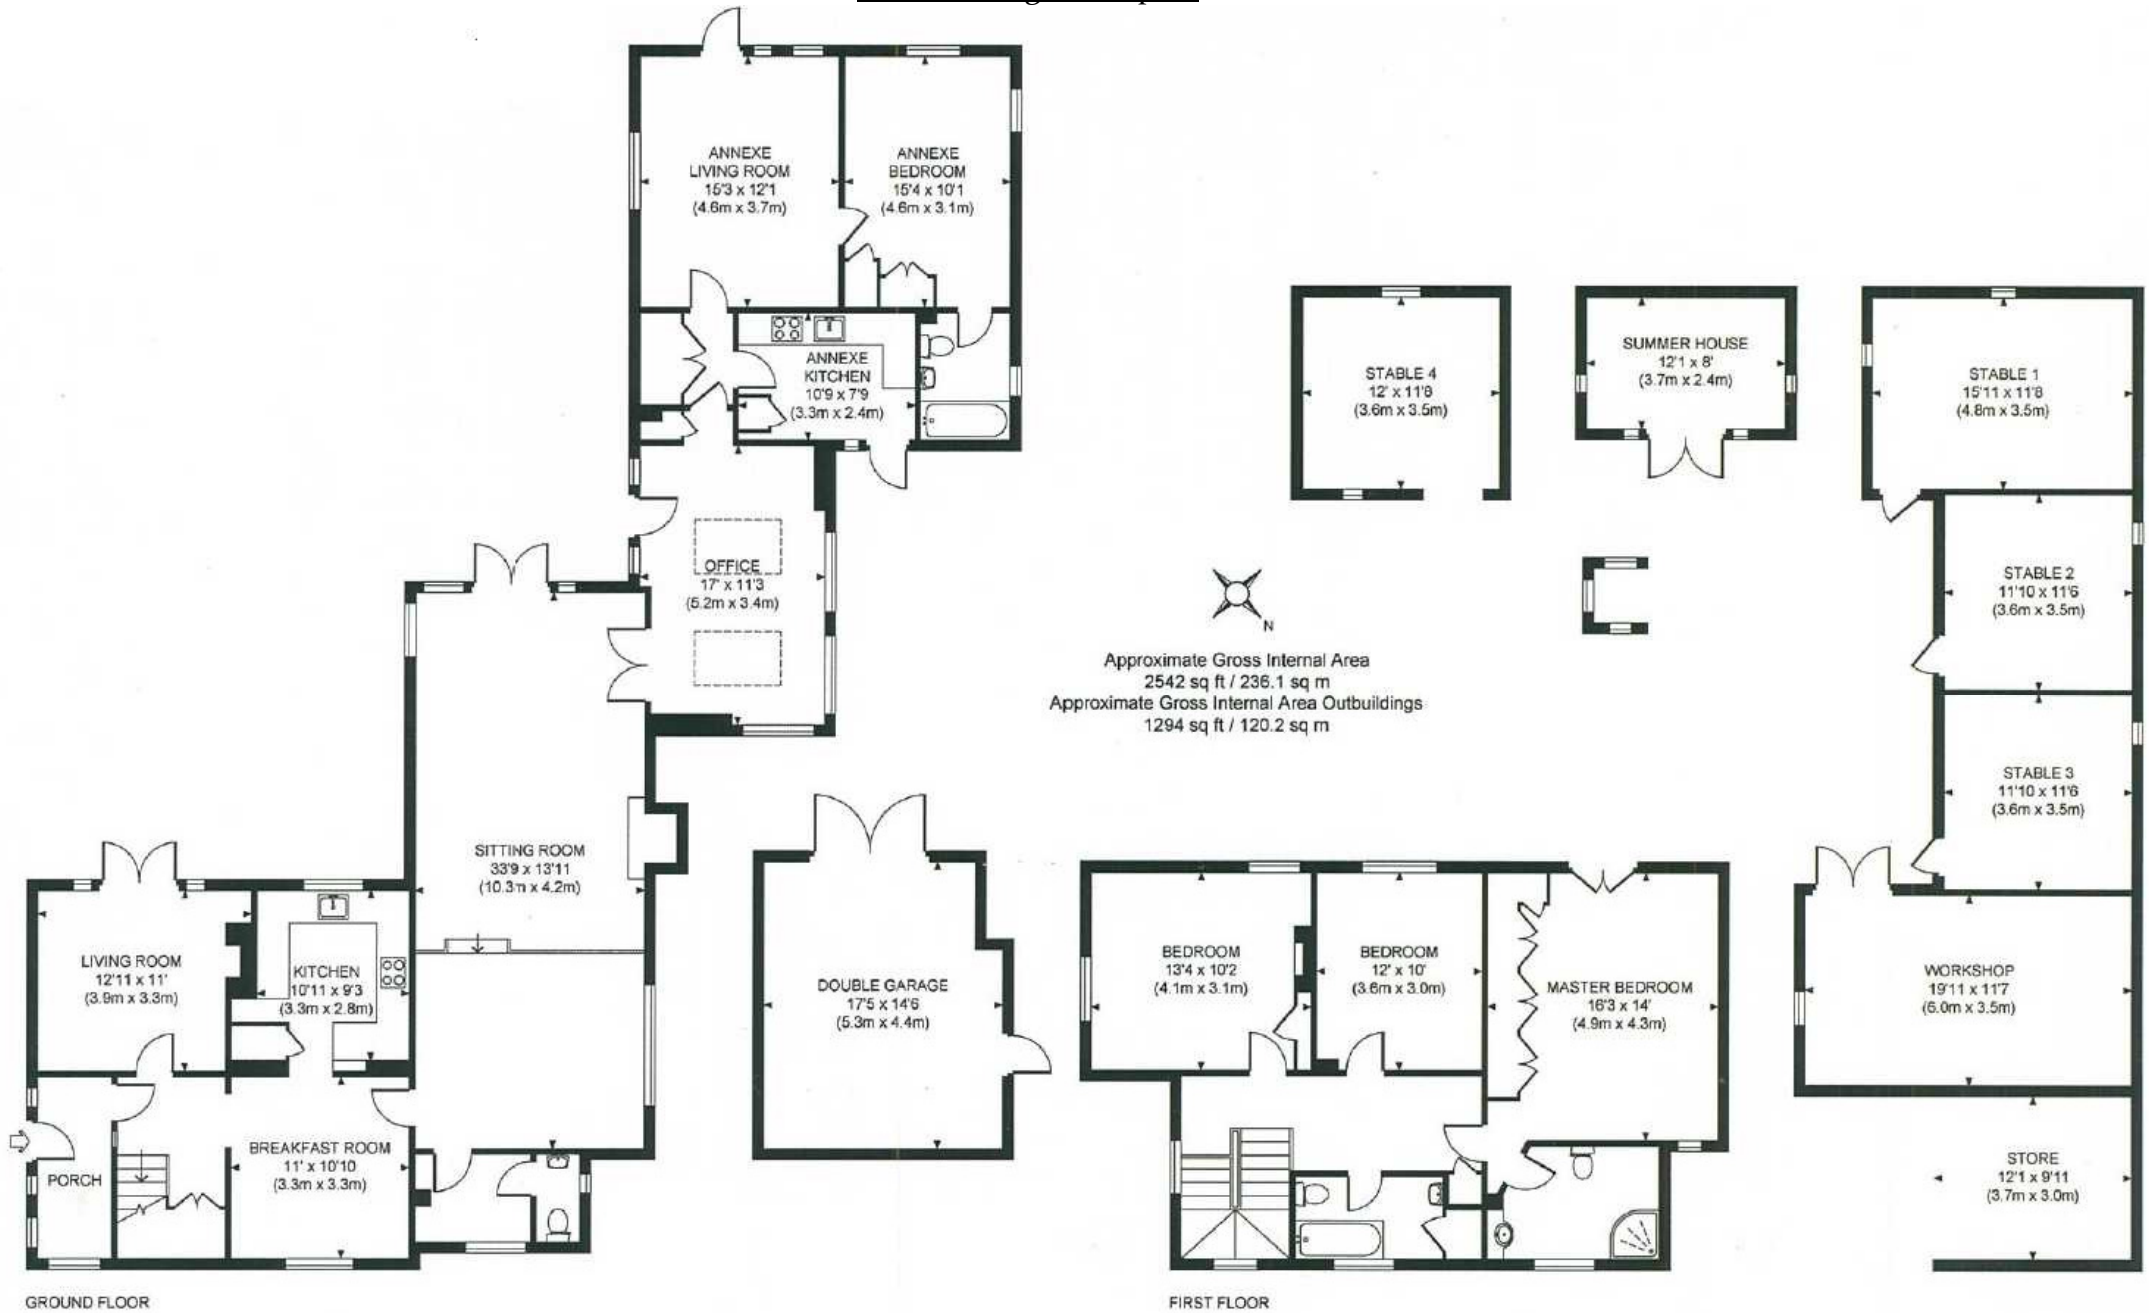 ANNEXE
LIVING ROOM
15'3 x 12'1
(4.6m x 3.7m)
ANNEXE
BEDROOM
15'4 x 10'1
(4.6m x 3.1m)
ANNEXE
KITCHEN
10'9 x 7'9
(3.3m x 2.4m)
STABLE 4
12' x 11'8
(3.6m x 3.5m)
SUMMER HOUSE
12'1 x 8'
(3.7m x 2.4m)
STABLE 1
15'11 x 11'8
(4.8m x 3.5m)
OFFICE
17' x 11'3
(5.2m x 3.4m)
STABLE 2
11'10 x 11'6
(3.6m x 3.5m)
N
Approximate Gross Internal Area
2542 sq ft / 236.1 sq m
Approximate Gross Internal Area Outbuildings
1294 sq ft / 120.2 sq m
STABLE 3
11'10 x 11'6
(3.6m x 3.5m)
SITTING ROOM
33'9 x 13'11
(10.3m x 4.2m)
LIVING ROOM
12'11 x 11'
(3.9m x 3.3m)
KITCHEN
10'11 x 9'3
(3.3m x 2.8m)
DOUBLE GARAGE
17'5 x 14'6
(5.3m x 4.4m)
BEDROOM
13'4 x 10'2
(4.1m x 3.1m)
BEDROOM
12' x 10'
(3.6m x 3.0m)
MASTER BEDROOM
16'3 x 14'
(4.9m x 4.3m)
WORKSHOP
19'11 x 11'7
(6.0m x 3.5m)
PORCH
BREAKFAST ROOM
11' x 10'10
(3.3m x 3.3m)
STORE
12'1 x 9'11
(3.7m x 3.0m)
GROUND FLOOR
FIRST FLOOR